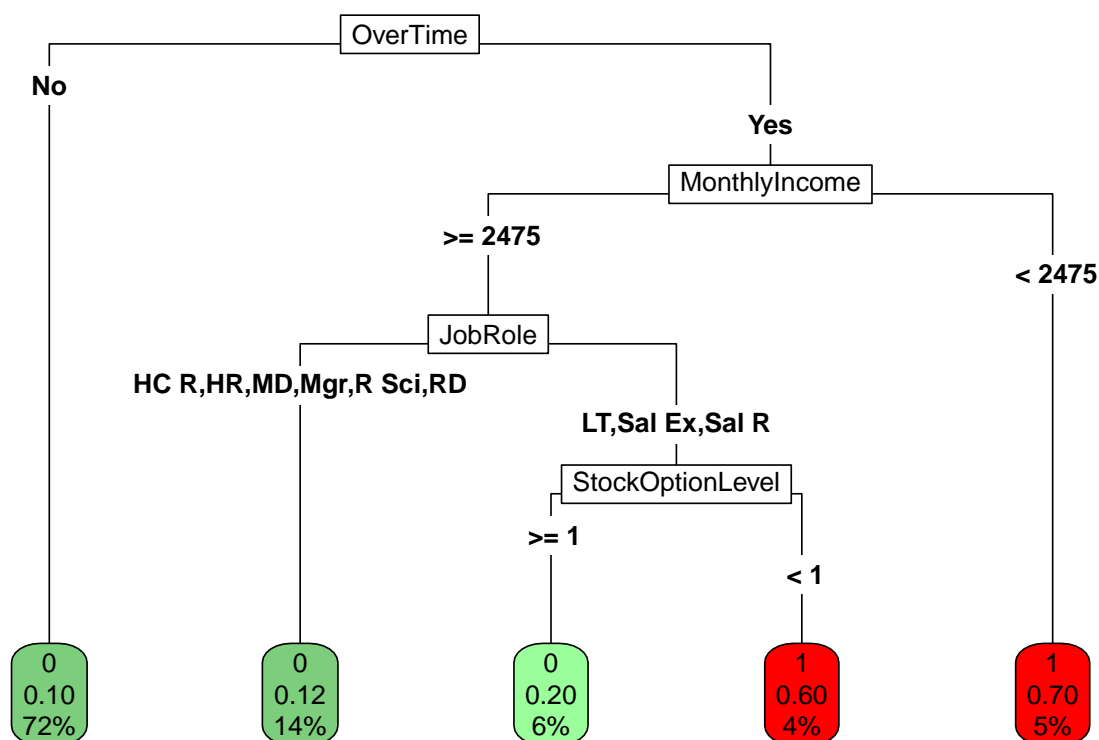 OverTime
No
Yes
MonthlyIncome
>= 2475
< 2475
JobRole
HC R,HR,MD,Mgr,R Sci,RD
LT,Sal Ex,Sal R
StockOptionLevel
>= 1
< 1
0
0.10
72%
0
0.12
14%
0
0.20
6%
1
0.60
4%
1
0.70
5%